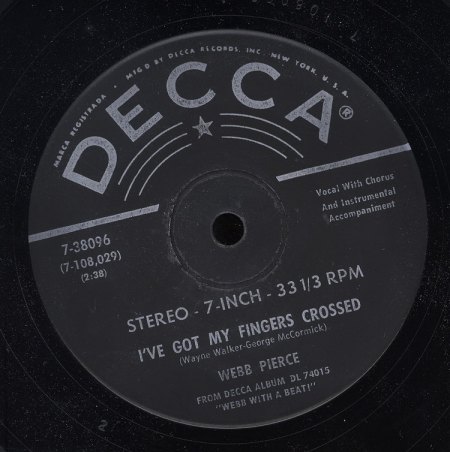 MARCA REGISTRADA • MFG'D BY DECCA RECORDS, INC., NEW YORK, U. S. A.
DECCA®
Vocal With Chorus
And Instrumental
Accompaniment
7-38096
(7-108,029)
(2:38)
STEREO - 7-INCH - 33 1/3 RPM
I'VE GOT MY FINGERS CROSSED
(Wayne Walker-George McCormick)
WEBB PIERCE
FROM DECCA ALBUM DL 74015
"WEBB WITH A BEAT!"
2